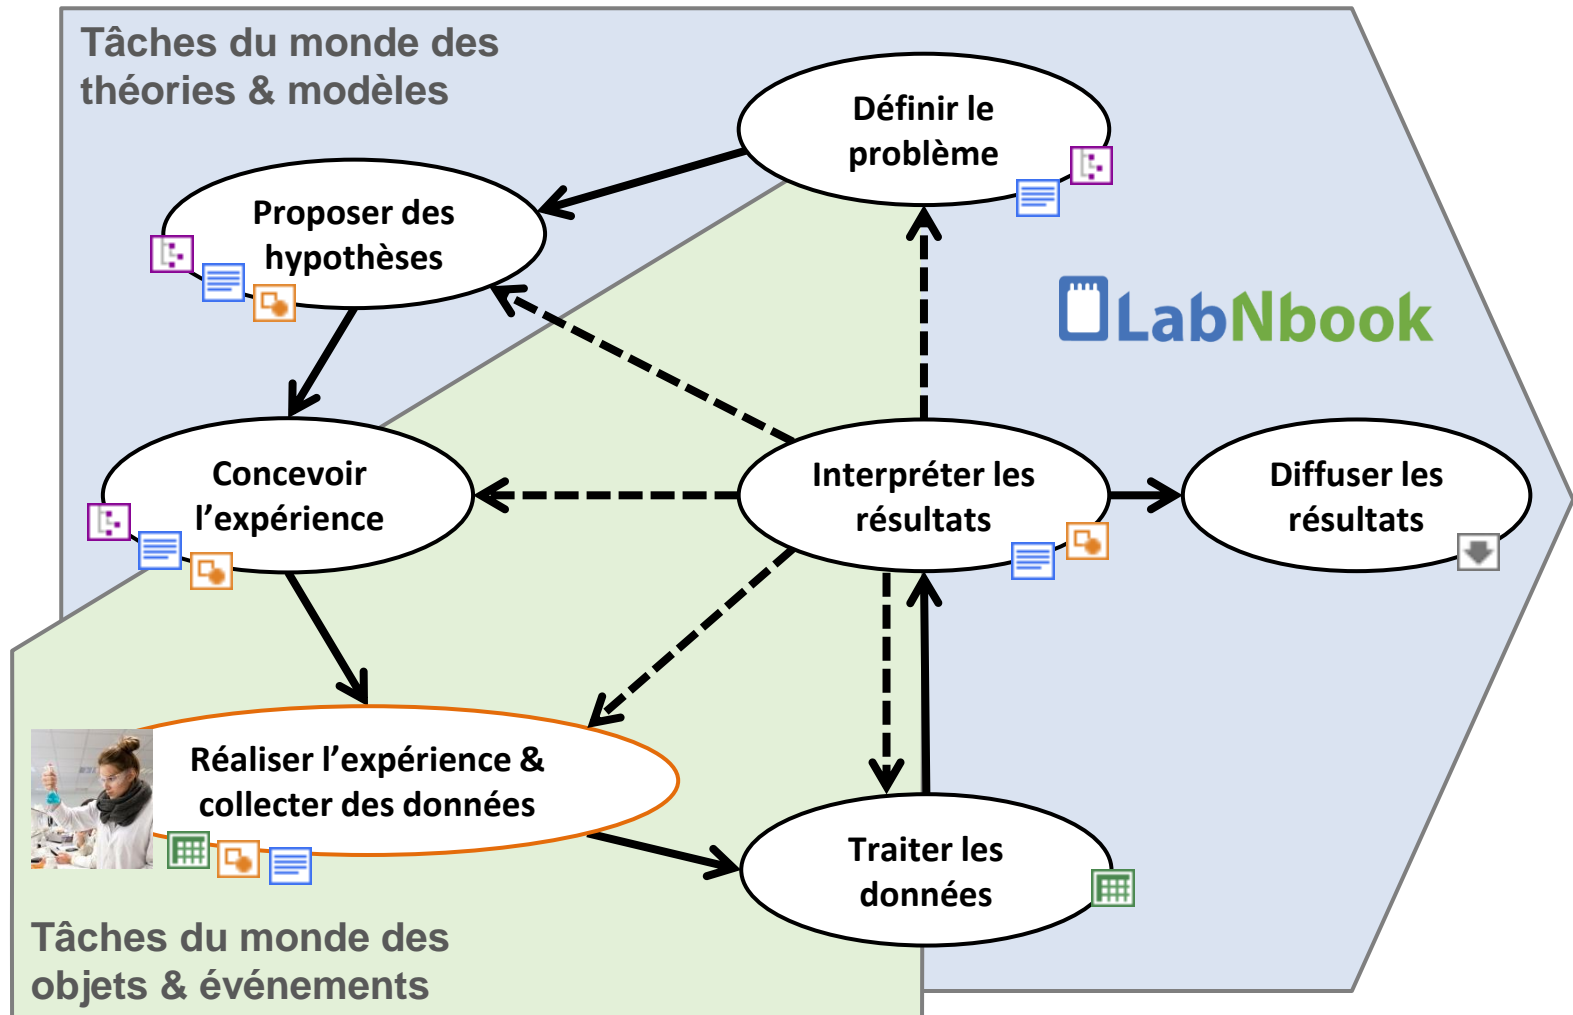 Tâches du monde des
théories & modèles
Définir le
problème
Proposer des
hypothèses
LabNbook
Concevoir
l’expérience
Interpréter les
résultats
Diffuser les
résultats
Réaliser l’expérience &
collecter des données
Traiter les
données
Tâches du monde des
objets & événements